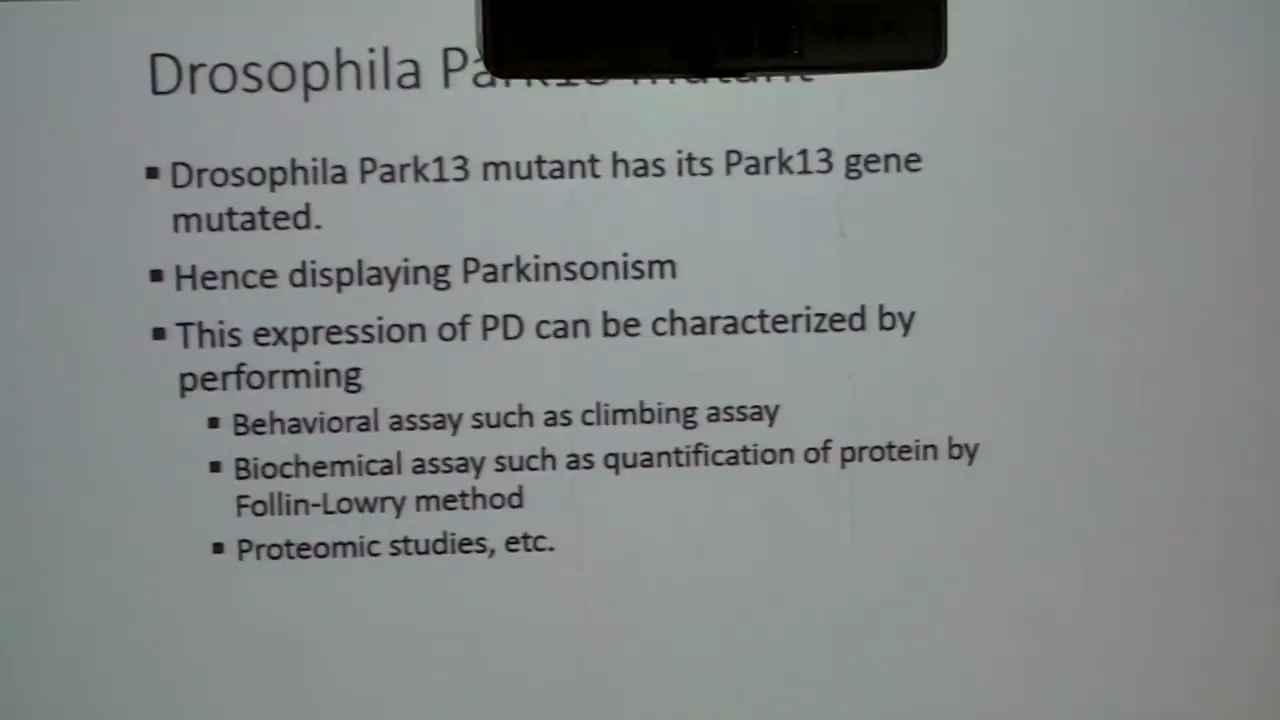 Drosophila Park13 mutant
▪ Drosophila Park13 mutant has its Park13 gene
mutated.
▪ Hence displaying Parkinsonism
▪ This expression of PD can be characterized by
performing
▪ Behavioral assay such as climbing assay
▪ Biochemical assay such as quantification of protein by
Follin-Lowry method
▪ Proteomic studies, etc.